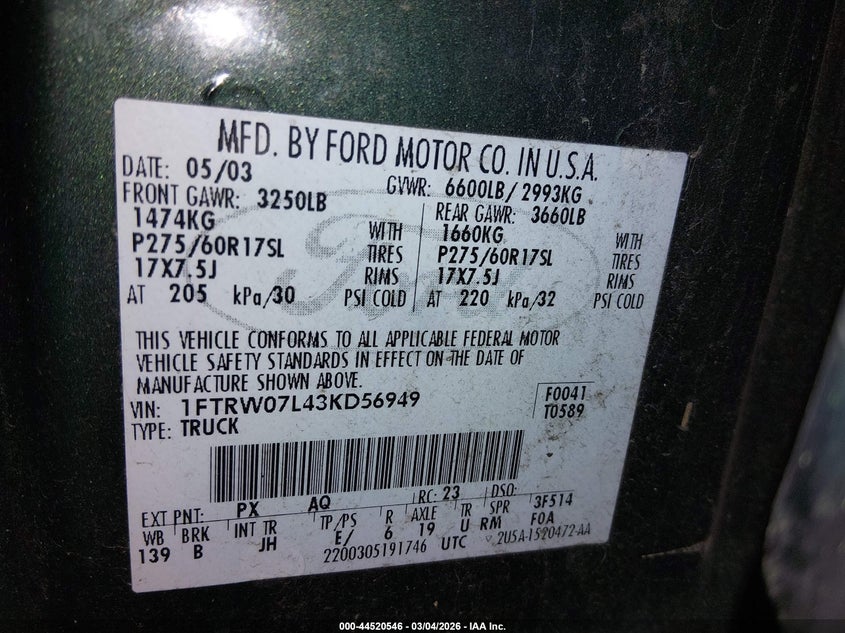 MFD. BY FORD MOTOR CO. IN U.S.A.
DATE: 05/03 GVWR: 6600LB/ 2993KG
FRONT GAWR: 3250LB REAR GAWR: 3660LB
1474KG WITH 1660KG WITH
P275/60R17SL TIRES P275/60R17SL TIRES
17X7.5J RIMS 17X7.5J RIMS
AT 205 kPa/30 PSI COLD AT 220 kPa/32 PSI COLD
Ford
THIS VEHICLE CONFORMS TO ALL APPLICABLE FEDERAL MOTOR
VEHICLE SAFETY STANDARDS IN EFFECT ON THE DATE OF
MANUFACTURE SHOWN ABOVE.
VIN: 1FTRW07L43KD56949 F0041
TYPE: TRUCK T0589
EXT PNT: PX AQ RC: 23 DSO: 3F514
WB BRK INT TR TP/PS R AXLE TR SPR F0A
139 B JH E/ 6 19 U RM
2200305191746 UTC 2U5A-1520472-AA
000-44520546 - 03/04/2026 - IAA Inc.